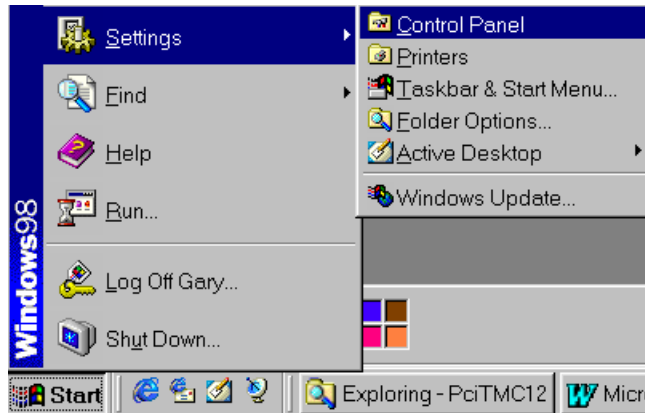 Settings
Find
Help
Run...
Log Off Gary...
Shut Down...
Windows98
Control Panel
Printers
Taskbar & Start Menu...
Folder Options...
Active Desktop
Windows Update...
Start
Exploring - PciTMC12
Micr